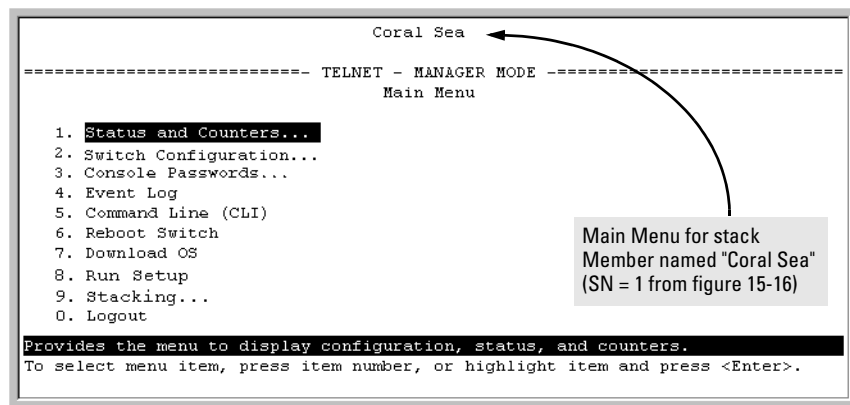 Coral Sea
==========================- TELNET - MANAGER MODE -============================
Main Menu
1. Status and Counters...
2. Switch Configuration...
3. Console Passwords...
4. Event Log
5. Command Line (CLI)
6. Reboot Switch
7. Download OS
8. Run Setup
9. Stacking...
0. Logout
Main Menu for stack
Member named "Coral Sea"
(SN = 1 from figure 15-16)
Provides the menu to display configuration, status, and counters.
To select menu item, press item number, or highlight item and press <Enter>.